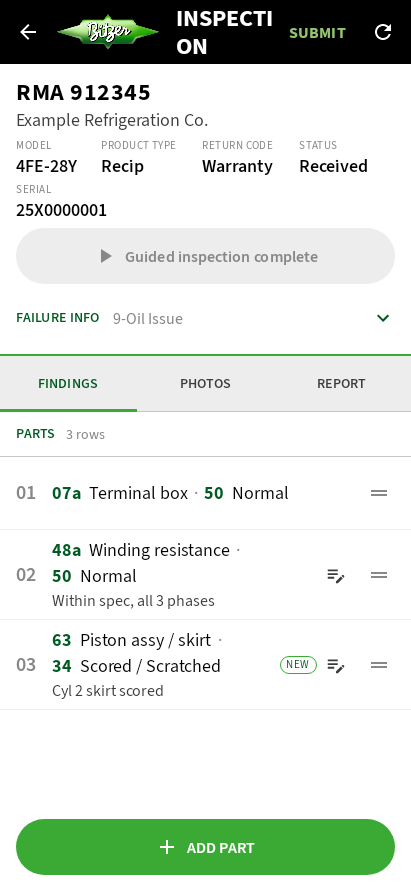 Bitzer
INSPECTI
ON
SUBMIT
RMA 912345
Example Refrigeration Co.
MODEL PRODUCT TYPE RETURN CODE STATUS
4FE-28Y Recip Warranty Received
SERIAL
25X0000001
Guided inspection complete
FAILURE INFO 9-Oil Issue
FINDINGS PHOTOS REPORT
PARTS 3 rows
01 07a Terminal box · 50 Normal
48a Winding resistance ·
02 50 Normal
Within spec, all 3 phases
63 Piston assy / skirt ·
03 34 Scored / Scratched NEW
Cyl 2 skirt scored
ADD PART